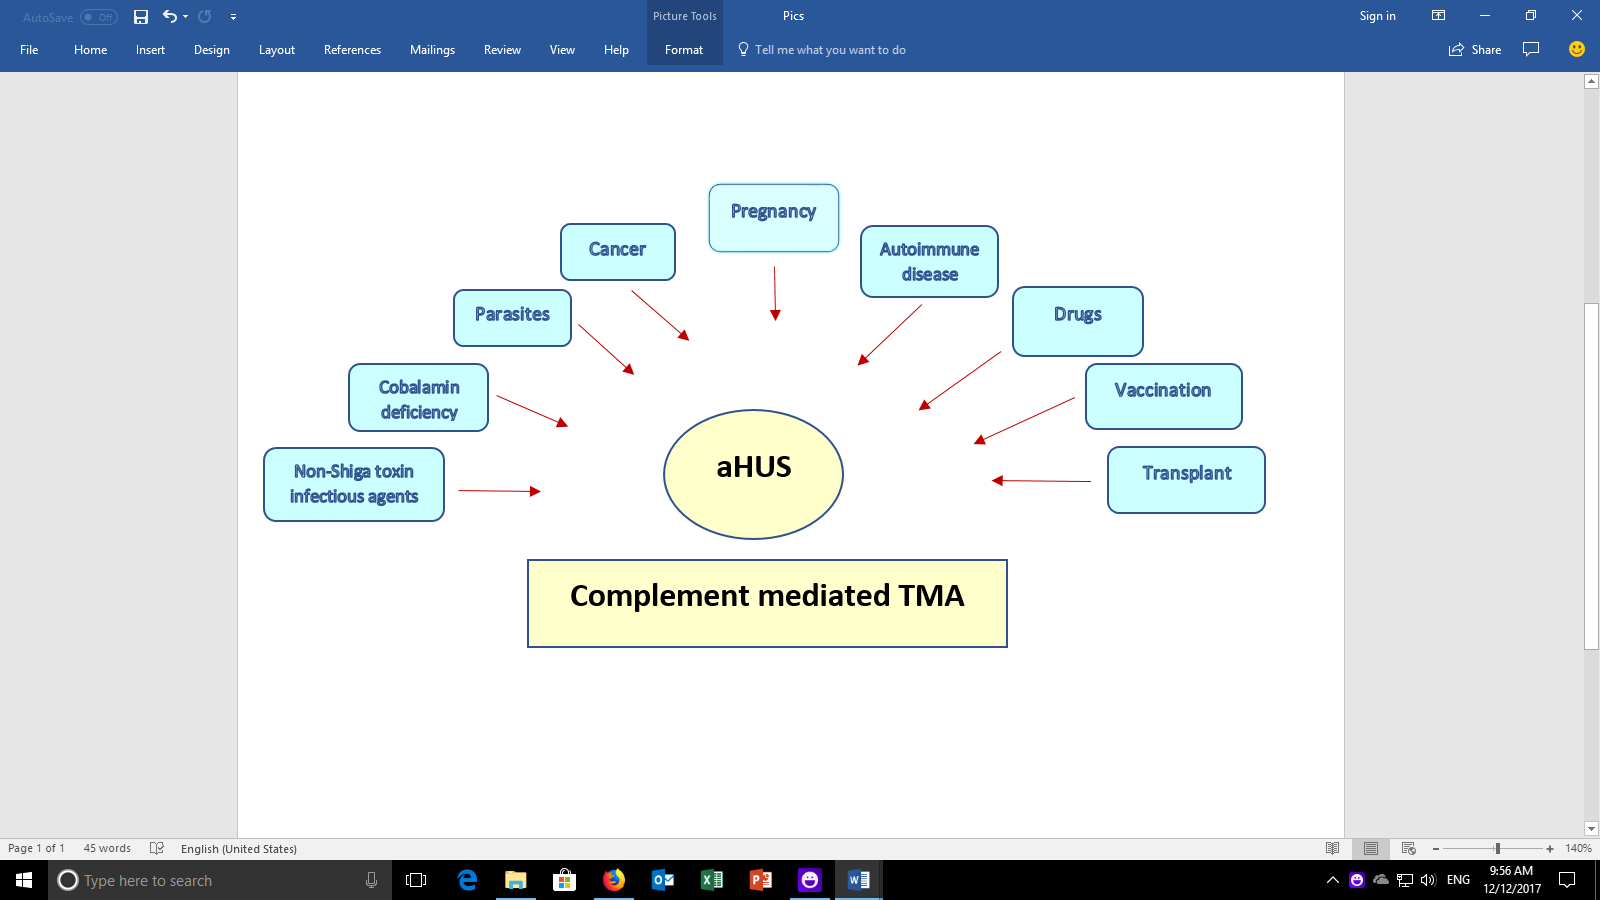 AutoSave Off
Picture Tools
Pics
Sign in
File Home Insert Design Layout References Mailings Review View Help Format Tell me what you want to do Share
Pregnancy
Cancer
Autoimmune
disease
Parasites
Drugs
Cobalamin
deficiency
Vaccination
Non-Shiga toxin
infectious agents
aHUS
Transplant
Complement mediated TMA
Page 1 of 1 45 words English (United States) 140%
Type here to search
ENG
9:56 AM
12/12/2017